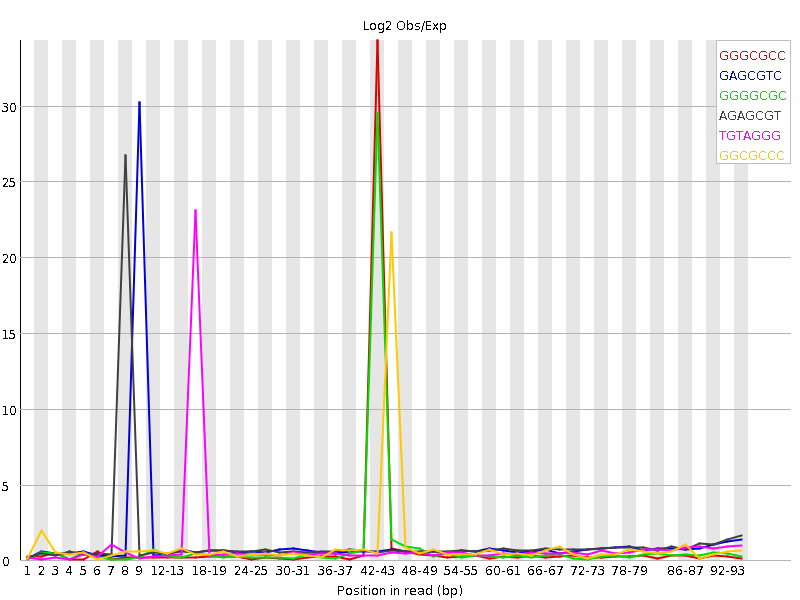 Log2 Obs/Exp
GGGCGCC
GAGCGTC
GGGGCGC
AGAGCGT
TGTAGGG
GGCGCCC
30
25
20
15
10
5
0
1 2 3 4 5 6 7 8 9 12-13 18-19 24-25 30-31 36-37 42-43 48-49 54-55 60-61 66-67 72-73 78-79 86-87 92-93
Position in read (bp)